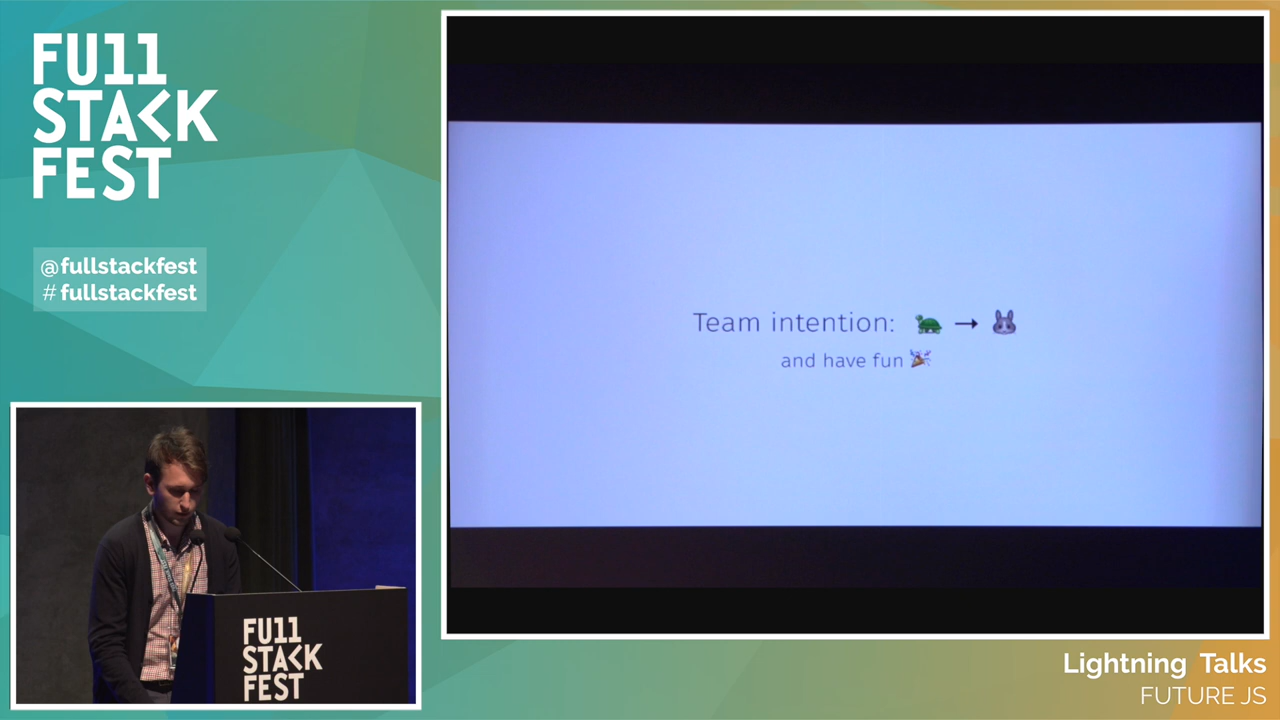 FU11
STACK
FEST
@fullstackfest
# fullstackfest
Team intention: 🐢 → 🐰
and have fun 🎉
FU11
STACK
FEST
Lightning Talks
FUTURE JS